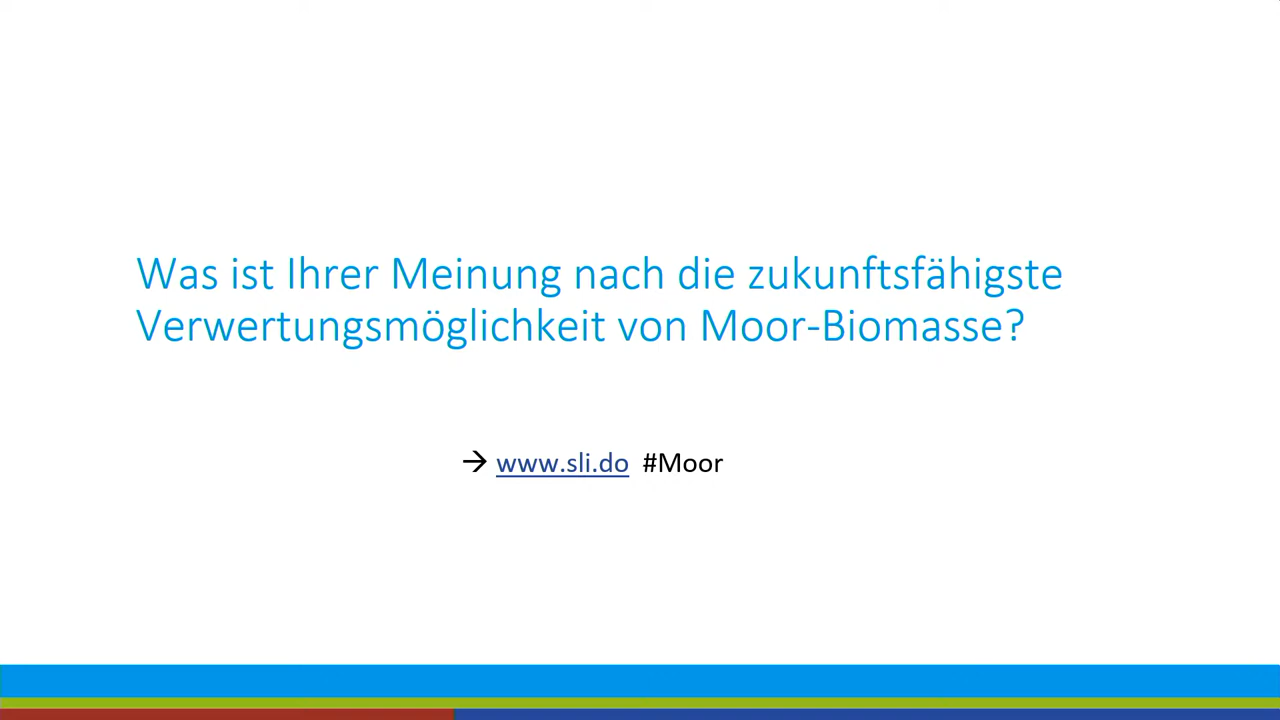 Was ist Ihrer Meinung nach die zukunftsfähigste
Verwertungsmöglichkeit von Moor-Biomasse?
→ www.sli.do #Moor